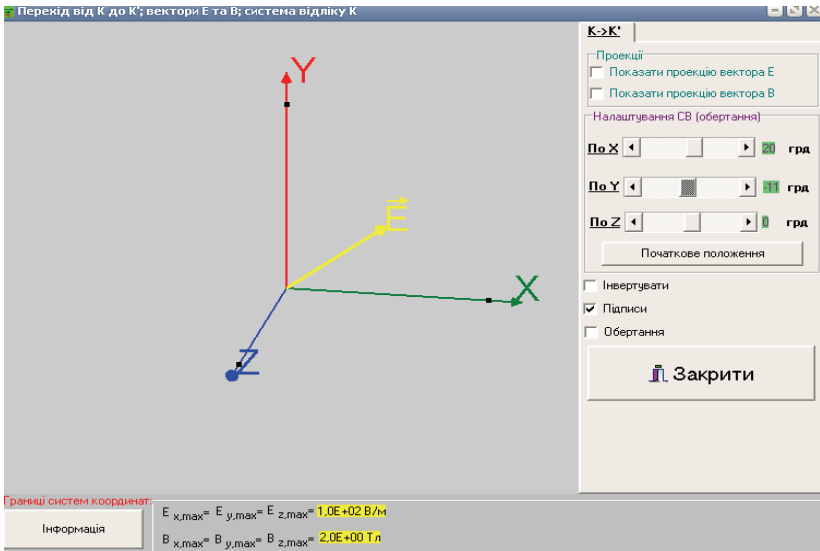 Перехід від К до К'; вектори Е та В; система відліку К
K->K'
Проекції
Показати проекцію вектора Е
Показати проекцію вектора В
Налаштування СВ (обертання)
По X 20 грд
По Y -11 грд
По Z 0 грд
Початкове положення
Інвертувати
Підписи
Обертання
Закрити
Y
E
X
Z
Границі систем координат:
Інформація
E x,max= E y,max= E z,max= 1,0E+02 В/м
B x,max= B y,max= B z,max= 2,0E+00 Тл